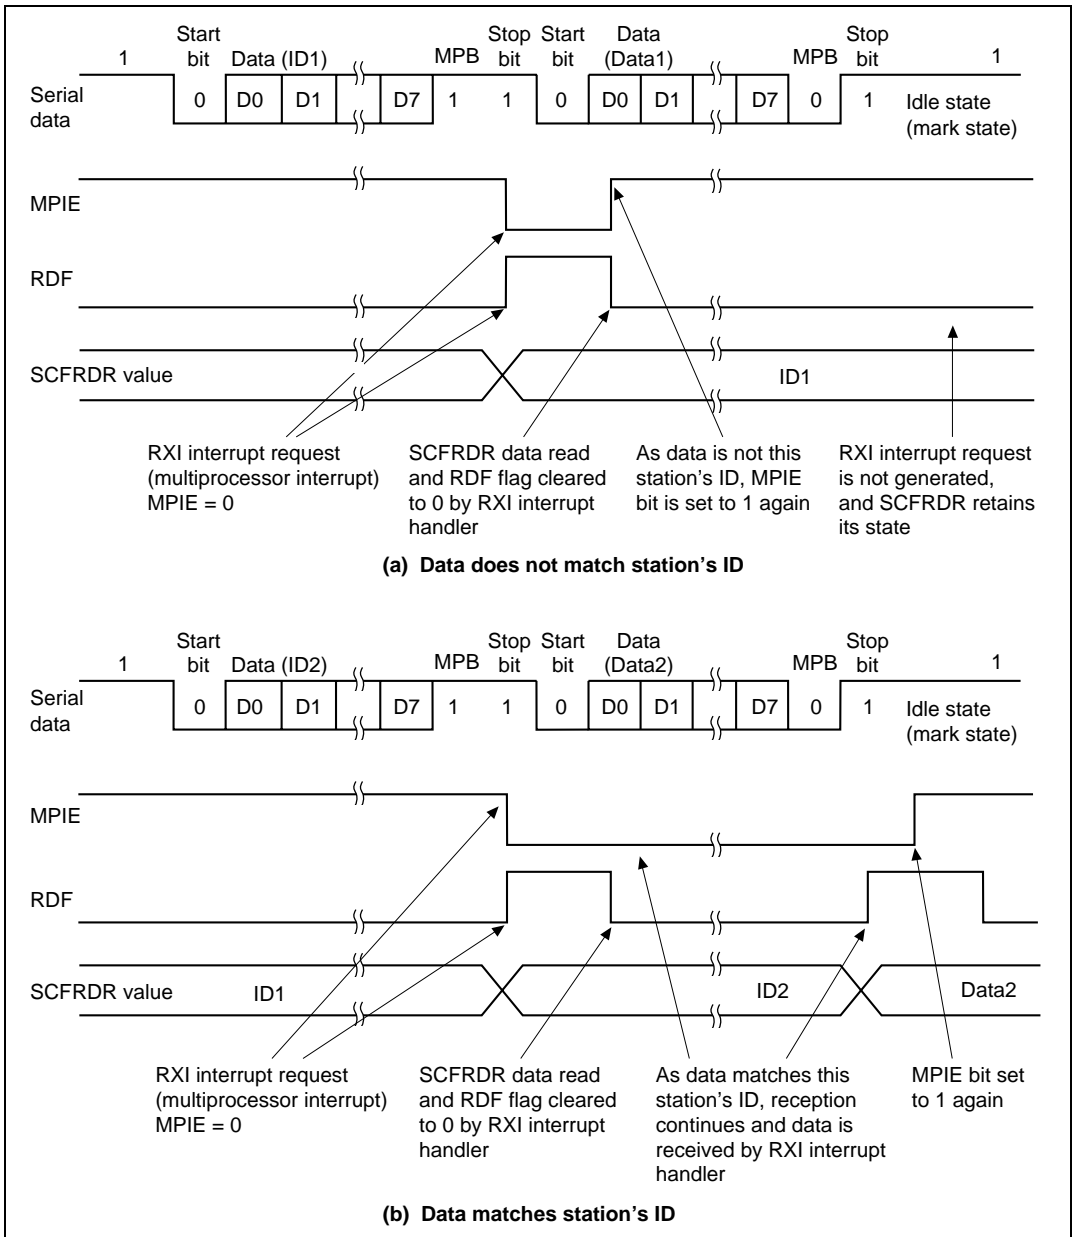 1 Start bit Data (ID1) MPB Stop bit Start bit Data (Data1) MPB Stop bit 1
Serial data 0 D0 D1 D7 1 1 0 D0 D1 D7 0 1 Idle state (mark state)
MPIE
RDF
SCFRDR value ID1
RXI interrupt request
(multiprocessor interrupt)
MPIE = 0
SCFRDR data read
and RDF flag cleared
to 0 by RXI interrupt
handler
As data is not this
station's ID, MPIE
bit is set to 1 again
RXI interrupt request
is not generated,
and SCFRDR retains
its state
(a) Data does not match station's ID
1 Start bit Data (ID2) MPB Stop bit Start bit Data (Data2) MPB Stop bit 1
Serial data 0 D0 D1 D7 1 1 0 D0 D1 D7 0 1 Idle state (mark state)
MPIE
RDF
SCFRDR value ID1 ID2 Data2
RXI interrupt request
(multiprocessor interrupt)
MPIE = 0
SCFRDR data read
and RDF flag cleared
to 0 by RXI interrupt
handler
As data matches this
station's ID, reception
continues and data is
received by RXI interrupt
handler
MPIE bit set
to 1 again
(b) Data matches station's ID